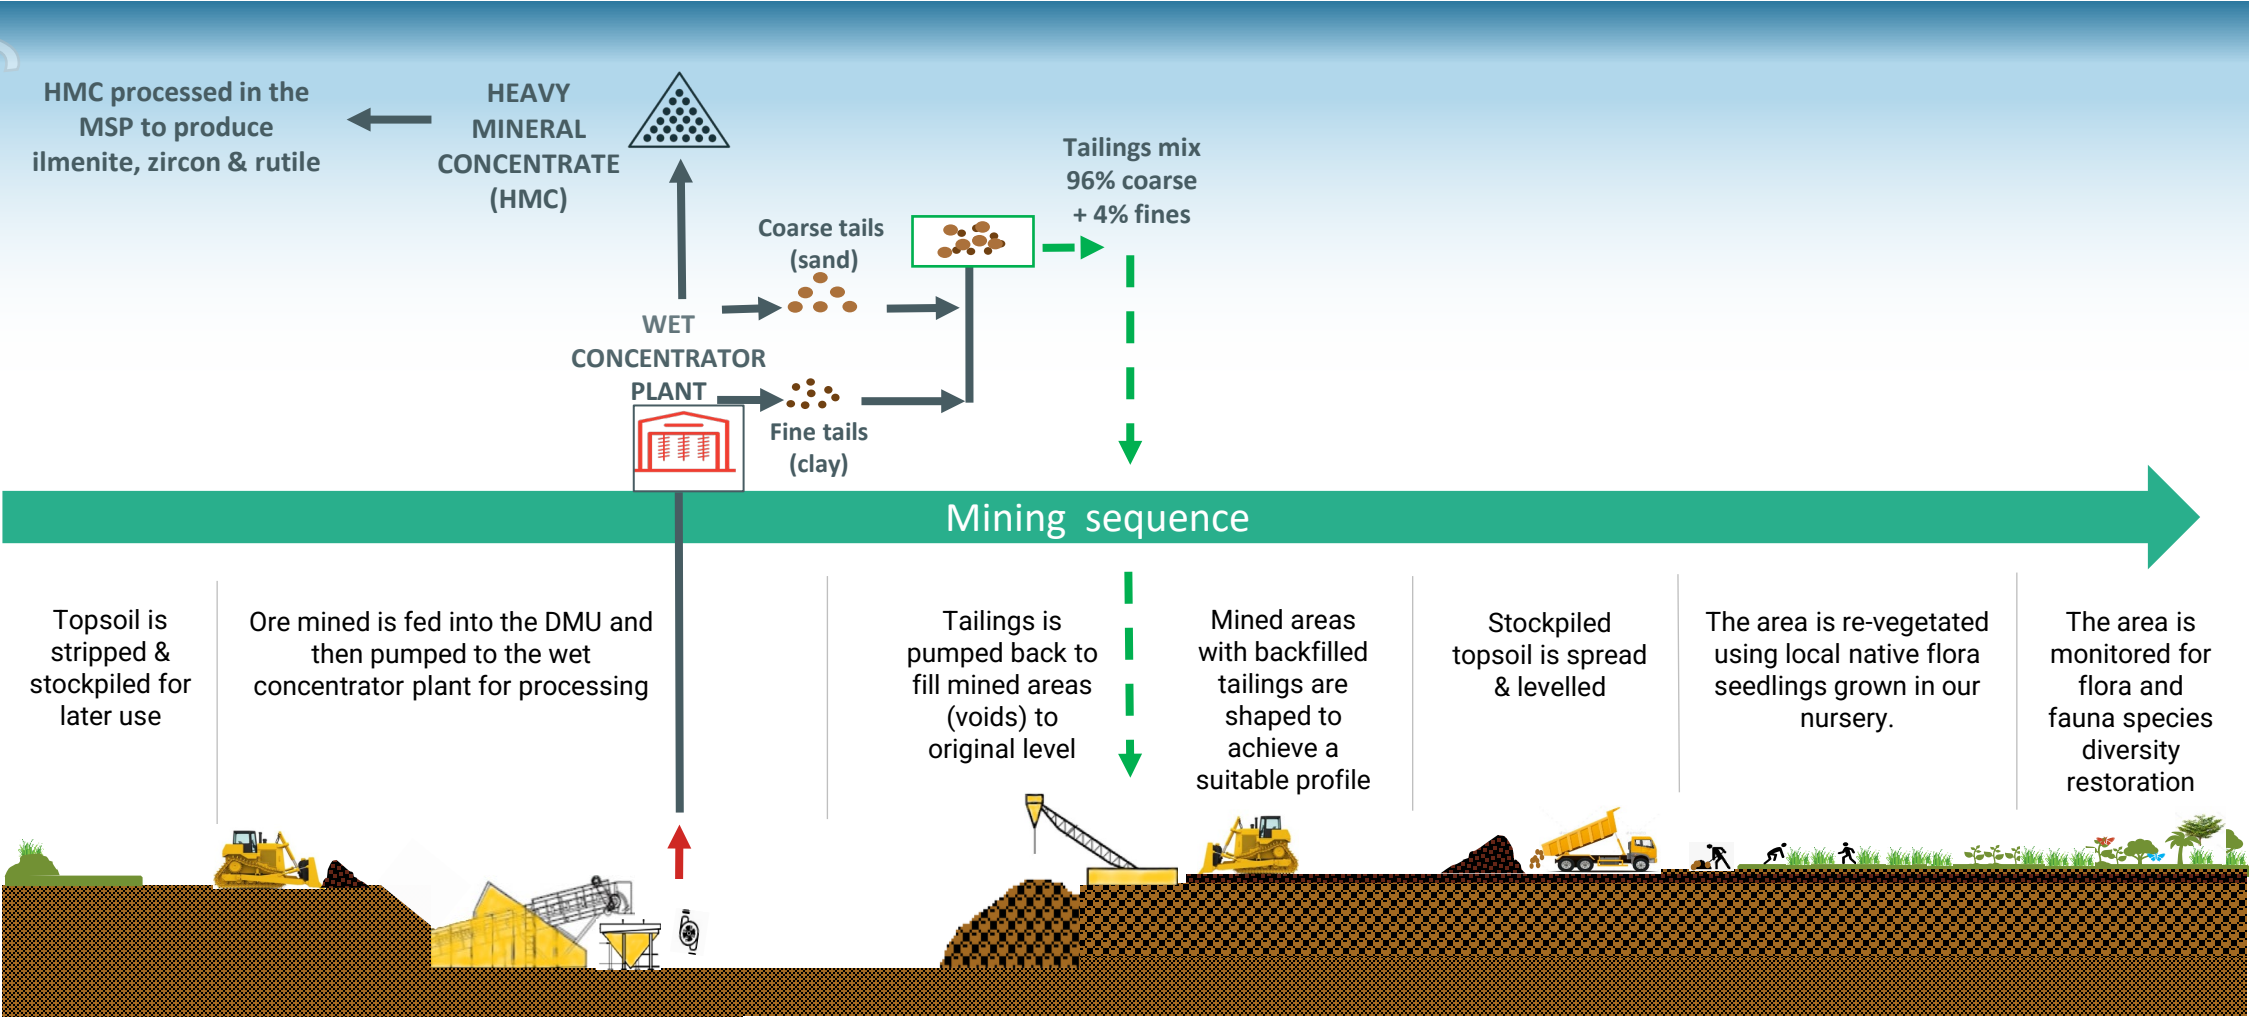 HMC processed in the
MSP to produce
ilmenite, zircon & rutile
HEAVY
MINERAL
CONCENTRATE
(HMC)
Tailings mix
96% coarse
+ 4% fines
Coarse tails
(sand)
WET
CONCENTRATOR
PLANT
Fine tails
(clay)
Mining sequence
Topsoil is
stripped &
stockpiled for
later use
Ore mined is fed into the DMU and
then pumped to the wet
concentrator plant for processing
Tailings is
pumped back to
fill mined areas
(voids) to
original level
Mined areas
with backfilled
tailings are
shaped to
achieve a
suitable profile
Stockpiled
topsoil is spread
& levelled
The area is re-vegetated
using local native flora
seedlings grown in our
nursery.
The area is
monitored for
flora and
fauna species
diversity
restoration